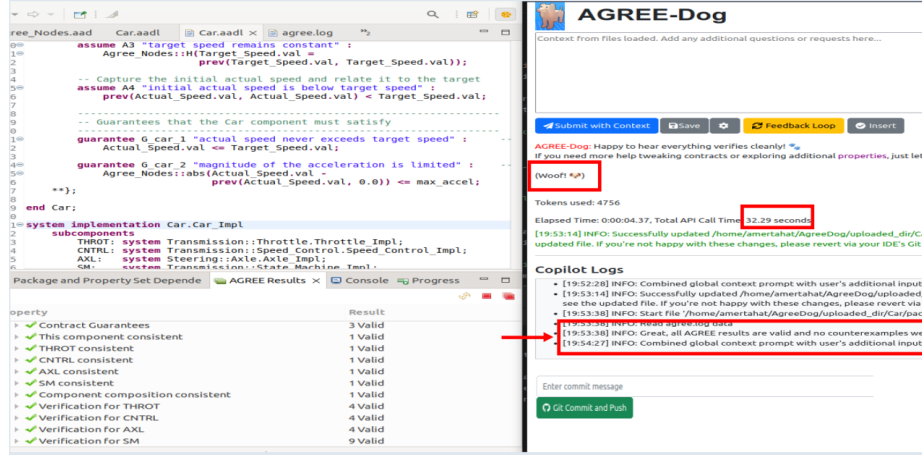 ree_Nodes.aad
Car.aadl
Car.aadl
agree.log
assume A3 "target speed remains constant" :
Agree_Nodes::H(Target_Speed.val =
prev(Target_Speed.val, Target_Speed.val));
-- Capture the initial actual speed and relate it to the target
assume A4 "initial actual speed is below target speed" :
prev(Actual_Speed.val, Actual_Speed.val) < Target_Speed.val;
-- Guarantees that the Car component must satisfy
guarantee G_car_1 "actual speed never exceeds target speed" :
Actual_Speed.val <= Target_Speed.val;
guarantee G_car_2 "magnitude of the acceleration is limited" :
Agree_Nodes::abs(Actual_Speed.val -
prev(Actual_Speed.val, 0.0)) <= max_accel;
**};
end Car;
system implementation Car.Car_Impl
subcomponents
THROT: system Transmission::Throttle.Throttle_Impl;
CNTRL: system Transmission::Speed_Control.Speed_Control_Impl;
AXL: system Steering::Axle.Axle_Impl;
SM: system Transmission::State_Machine_Impl;
Package and Property Set Depende
AGREE Results
Console
Progress
operty Result
Contract Guarantees 3 Valid
This component consistent 1 Valid
THROT consistent 1 Valid
CNTRL consistent 1 Valid
AXL consistent 1 Valid
SM consistent 1 Valid
Component composition consistent 1 Valid
Verification for THROT 4 Valid
Verification for CNTRL 4 Valid
Verification for AXL 4 Valid
Verification for SM 9 Valid
AGREE-Dog
Context from files loaded. Add any additional questions or requests here...
Submit with Context Save Feedback Loop Insert
AGREE-Dog: Happy to hear everything verifies cleanly!
If you need more help tweaking contracts or exploring additional properties, just let
(Woof! )
Tokens used: 4756
Elapsed Time: 0:00:04.37, Total API Call Time: 32.29 seconds
[19:53:14] INFO: Successfully updated /home/amertahat/AgreeDog/uploaded_dir/Ca
updated file. If you're not happy with these changes, please revert via your IDE's Git
Copilot Logs
[19:52:28] INFO: Combined global context prompt with user's additional input
[19:53:14] INFO: Successfully updated /home/amertahat/AgreeDog/uploaded_
see the updated file. If you're not happy with these changes, please revert via
[19:53:38] INFO: Start file '/home/amertahat/AgreeDog/uploaded_dir/Car/pac
[19:53:38] INFO: Read agree.log data
[19:53:38] INFO: Great, all AGREE results are valid and no counterexamples we
[19:54:27] INFO: Combined global context prompt with user's additional input
Enter commit message
Git Commit and Push